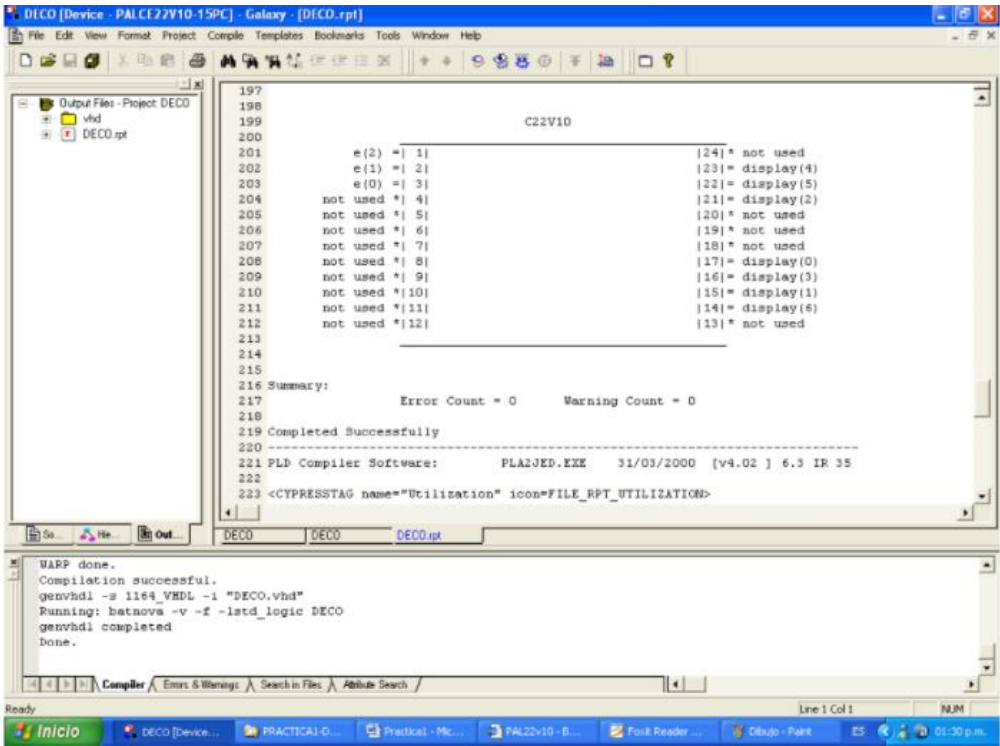 DECO [Device - PALCE22V10-15PC] - Galaxy - [DECO.rpt]
File Edit View Format Project Compile Templates Bookmarks Tools Window Help
Output Files - Project: DECO
vhd
DECO.rpt
197
198
199 C22V10
200
201 e(2) =| 1| |24|* not used
202 e(1) =| 2| |23|= display(4)
203 e(0) =| 3| |22|= display(5)
204 not used *| 4| |21|= display(2)
205 not used *| 5| |20|* not used
206 not used *| 6| |19|* not used
207 not used *| 7| |18|* not used
208 not used *| 8| |17|= display(0)
209 not used *| 9| |16|= display(3)
210 not used *|10| |15|= display(1)
211 not used *|11| |14|= display(6)
212 not used *|12| |13|* not used
213
214
215
216 Summary:
217 Error Count = 0 Warning Count = 0
218
219 Completed Successfully
220 ----------------------------------------------------------------------
221 PLD Compiler Software: PLA2JED.EXE 31/03/2000 [v4.02 ] 6.3 IR 35
222
223 <CYPRESSTAG name="Utilization" icon=FILE_RPT_UTILIZATION>
So... Hie... Out...
DECO DECO DECO.rpt
WARP done.
Compilation successful.
genvhdl -s 1164_VHDL -i "DECO.vhd"
Running: batnova -v -f -lstd_logic DECO
genvhdl completed
Done.
Compiler Errors & Warnings Search in Files Attribute Search
Ready Line 1 Col 1 NUM
Inicio DECO [Device... PRACTICA1-D... Practica1 - Mic... PAL22v10 - B... Foxit Reader ... Dibujo - Paint ES 01:30 p.m.